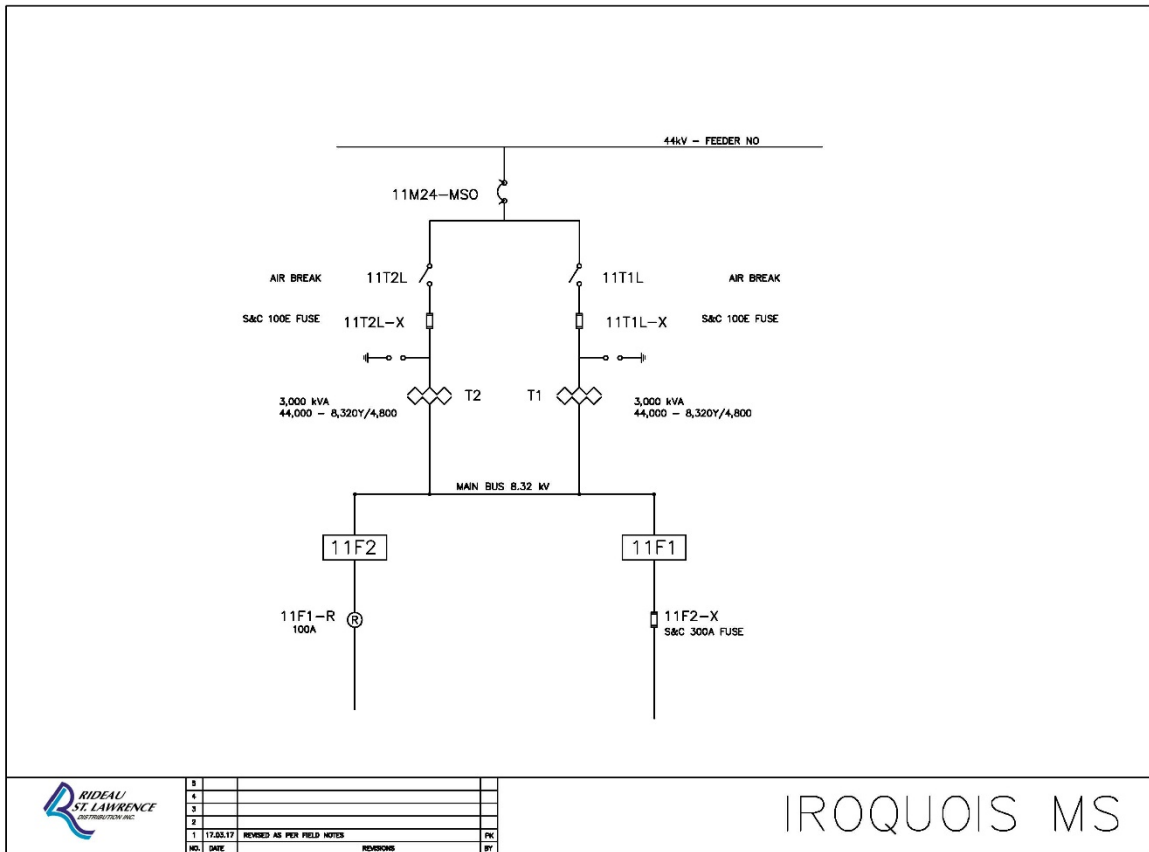 44kV - FEEDER NO
11M24-MSO
AIR BREAK
11T2L
11T1L
AIR BREAK
S&C 100E FUSE
11T2L-X
11T1L-X
S&C 100E FUSE
T2
T1
3,000 kVA
44,000 - 8,320Y/4,800
3,000 kVA
44,000 - 8,320Y/4,800
MAIN BUS 8.32 kV
11F2
11F1
11F1-R
100A
R
11F2-X
S&C 300A FUSE
RIDEAU
ST. LAWRENCE
DISTRIBUTION INC.
5
4
3
2
1 17.03.17 REVISED AS PER FIELD NOTES PK
NO. DATE REVISIONS BY
IROQUOIS MS